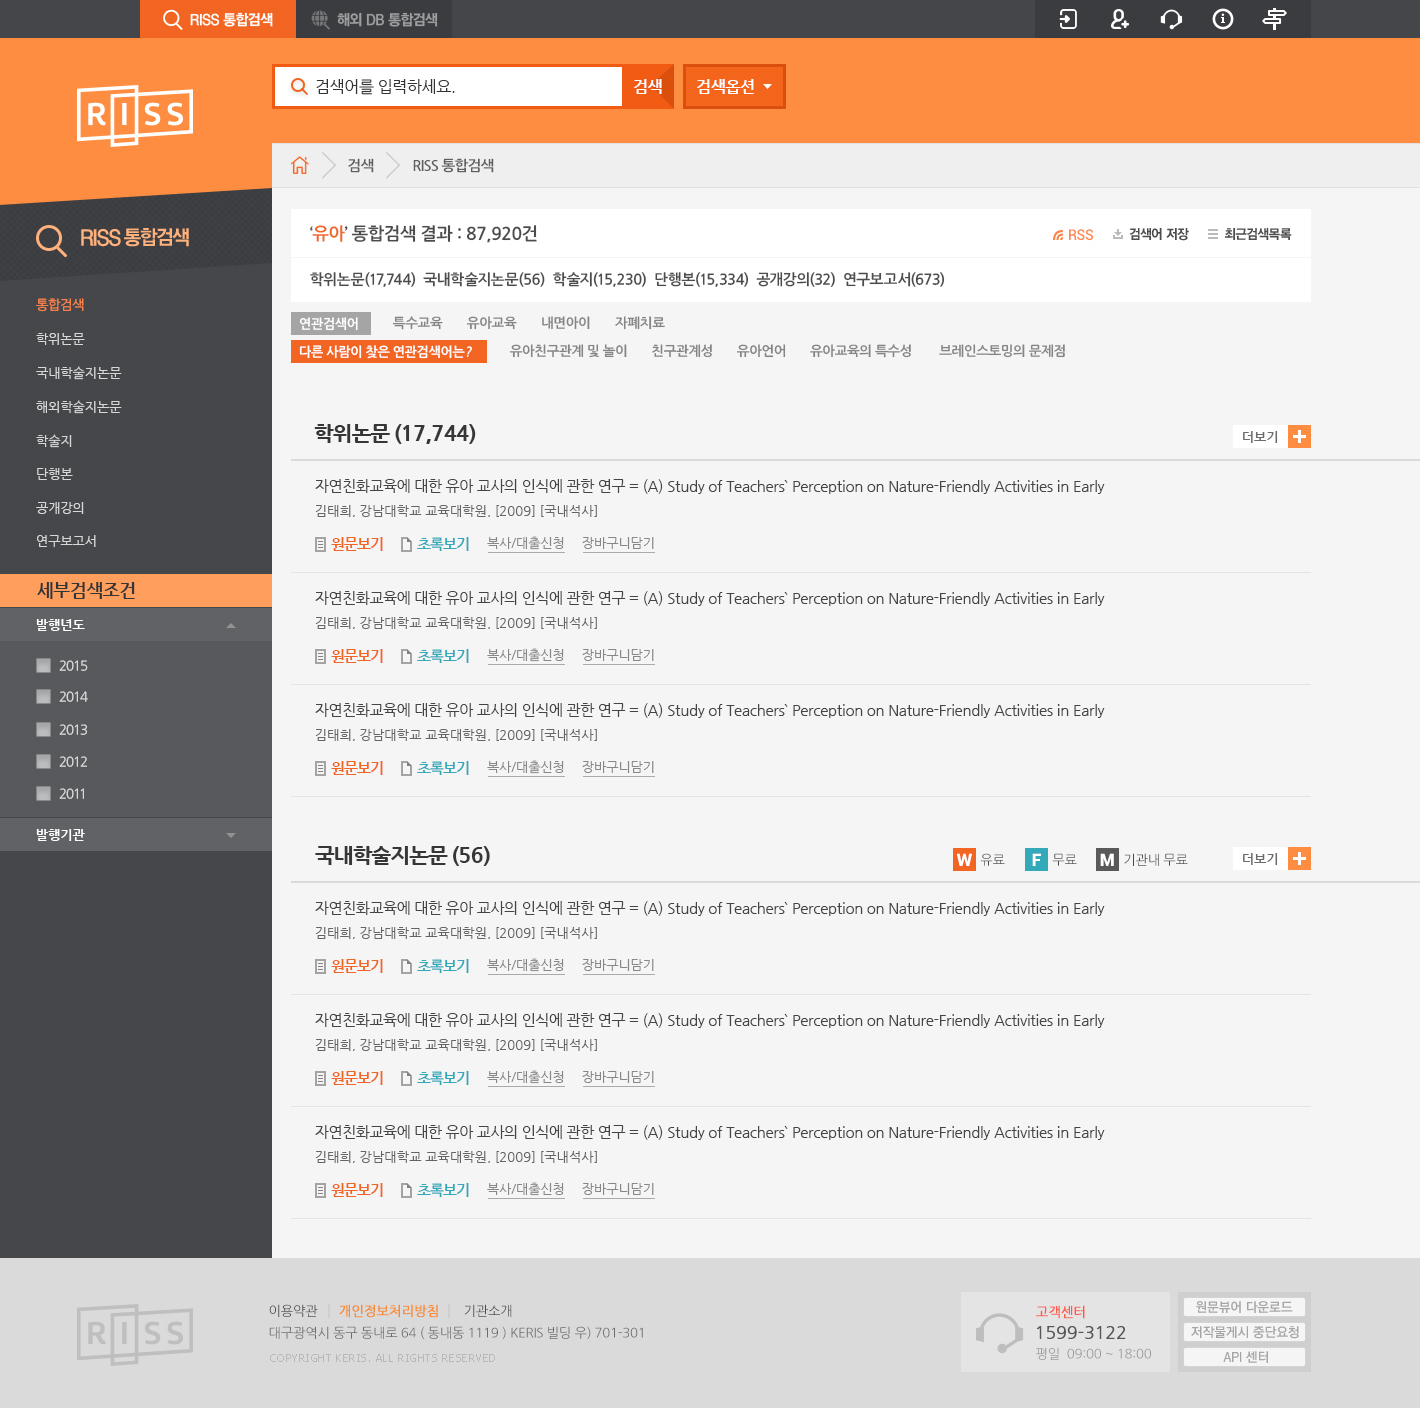 RISS 통합검색 해외 DB 통합검색
RISS
검색어를 입력하세요. 검색 검색옵션
검색 RISS 통합검색
RISS 통합검색
통합검색
학위논문
국내학술지논문
해외학술지논문
학술지
단행본
공개강의
연구보고서
세부검색조건
발행년도
2015
2014
2013
2012
2011
발행기관
‘유아’ 통합검색 결과 : 87,920건
RSS 검색어 저장 최근검색목록
학위논문(17,744) 국내학술지논문(56) 학술지(15,230) 단행본(15,334) 공개강의(32) 연구보고서(673)
연관검색어 특수교육 유아교육 내면아이 자폐치료
다른 사람이 찾은 연관검색어는? 유아친구관계 및 놀이 친구관계성 유아언어 유아교육의 특수성 브레인스토밍의 문제점
학위논문 (17,744) 더보기
자연친화교육에 대한 유아 교사의 인식에 관한 연구 = (A) Study of Teachers` Perception on Nature-Friendly Activities in Early
김태희, 강남대학교 교육대학원, [2009] [국내석사]
원문보기 초록보기 복사/대출신청 장바구니담기
자연친화교육에 대한 유아 교사의 인식에 관한 연구 = (A) Study of Teachers` Perception on Nature-Friendly Activities in Early
김태희, 강남대학교 교육대학원, [2009] [국내석사]
원문보기 초록보기 복사/대출신청 장바구니담기
자연친화교육에 대한 유아 교사의 인식에 관한 연구 = (A) Study of Teachers` Perception on Nature-Friendly Activities in Early
김태희, 강남대학교 교육대학원, [2009] [국내석사]
원문보기 초록보기 복사/대출신청 장바구니담기
국내학술지논문 (56) W 유료 F 무료 M 기관내 무료 더보기
자연친화교육에 대한 유아 교사의 인식에 관한 연구 = (A) Study of Teachers` Perception on Nature-Friendly Activities in Early
김태희, 강남대학교 교육대학원, [2009] [국내석사]
원문보기 초록보기 복사/대출신청 장바구니담기
자연친화교육에 대한 유아 교사의 인식에 관한 연구 = (A) Study of Teachers` Perception on Nature-Friendly Activities in Early
김태희, 강남대학교 교육대학원, [2009] [국내석사]
원문보기 초록보기 복사/대출신청 장바구니담기
자연친화교육에 대한 유아 교사의 인식에 관한 연구 = (A) Study of Teachers` Perception on Nature-Friendly Activities in Early
김태희, 강남대학교 교육대학원, [2009] [국내석사]
원문보기 초록보기 복사/대출신청 장바구니담기
RISS
이용약관 개인정보처리방침 기관소개
대구광역시 동구 동내로 64 ( 동내동 1119 ) KERIS 빌딩 우) 701-301
COPYRIGHT KERIS. ALL RIGHTS RESERVED
고객센터
1599-3122
평일 09:00 ~ 18:00
원문뷰어 다운로드
저작물게시 중단요청
API 센터